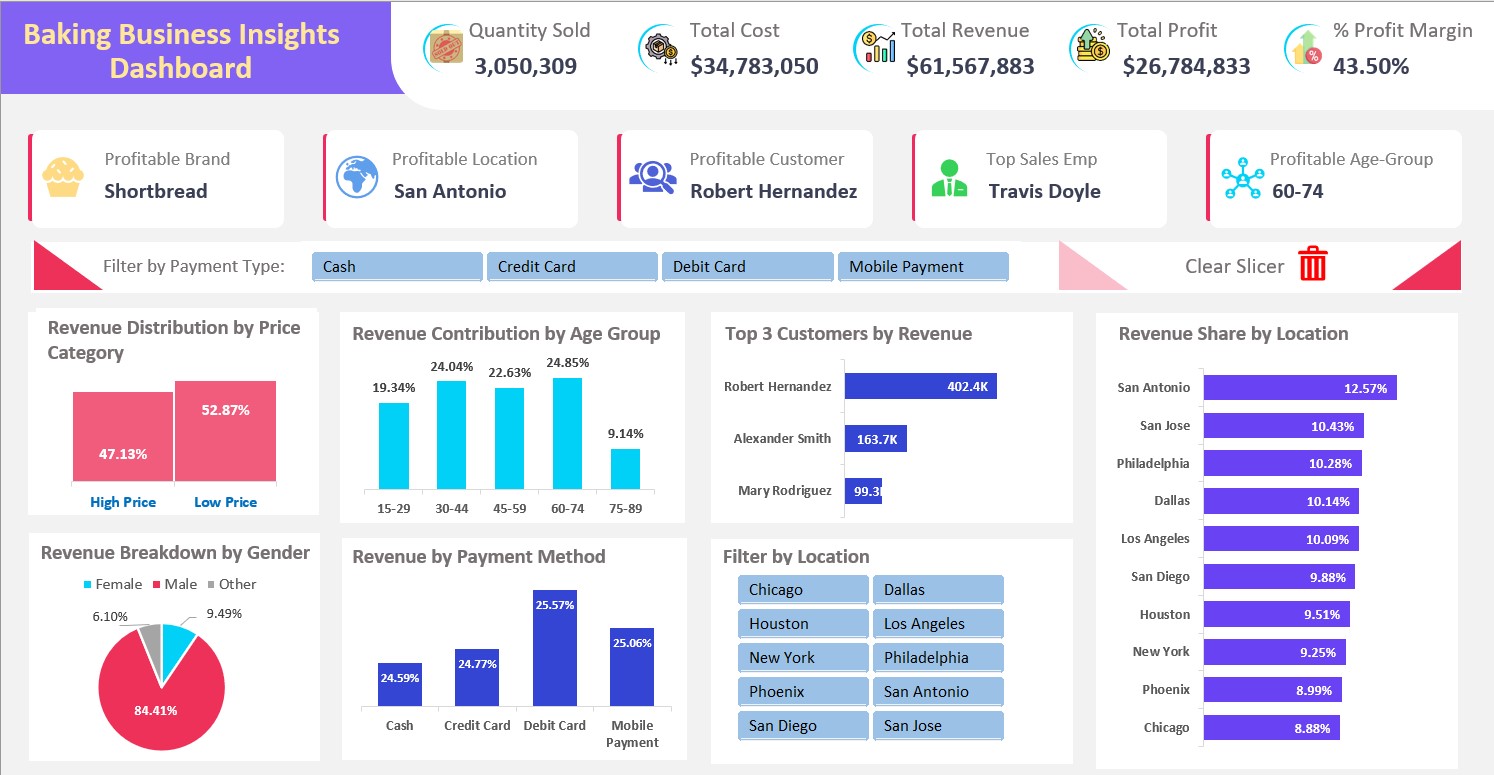 Baking Business Insights
Dashboard
Quantity Sold
3,050,309
Total Cost
$34,783,050
Total Revenue
$61,567,883
Total Profit
$26,784,833
% Profit Margin
43.50%
Profitable Brand
Shortbread
Profitable Location
San Antonio
Profitable Customer
Robert Hernandez
Top Sales Emp
Travis Doyle
Profitable Age-Group
60-74
Filter by Payment Type:
Cash
Credit Card
Debit Card
Mobile Payment
Clear Slicer
Revenue Distribution by Price
Category
47.13%
52.87%
High Price
Low Price
Revenue Contribution by Age Group
19.34%
24.04%
22.63%
24.85%
9.14%
15-29
30-44
45-59
60-74
75-89
Top 3 Customers by Revenue
Robert Hernandez
402.4K
Alexander Smith
163.7K
Mary Rodriguez
99.3
Revenue Share by Location
San Antonio
12.57%
San Jose
10.43%
Philadelphia
10.28%
Dallas
10.14%
Los Angeles
10.09%
San Diego
9.88%
Houston
9.51%
New York
9.25%
Phoenix
8.99%
Chicago
8.88%
Revenue Breakdown by Gender
Female
Male
Other
6.10%
9.49%
84.41%
Revenue by Payment Method
24.59%
24.77%
25.57%
25.06%
Cash
Credit Card
Debit Card
Mobile
Payment
Filter by Location
Chicago
Dallas
Houston
Los Angeles
New York
Philadelphia
Phoenix
San Antonio
San Diego
San Jose